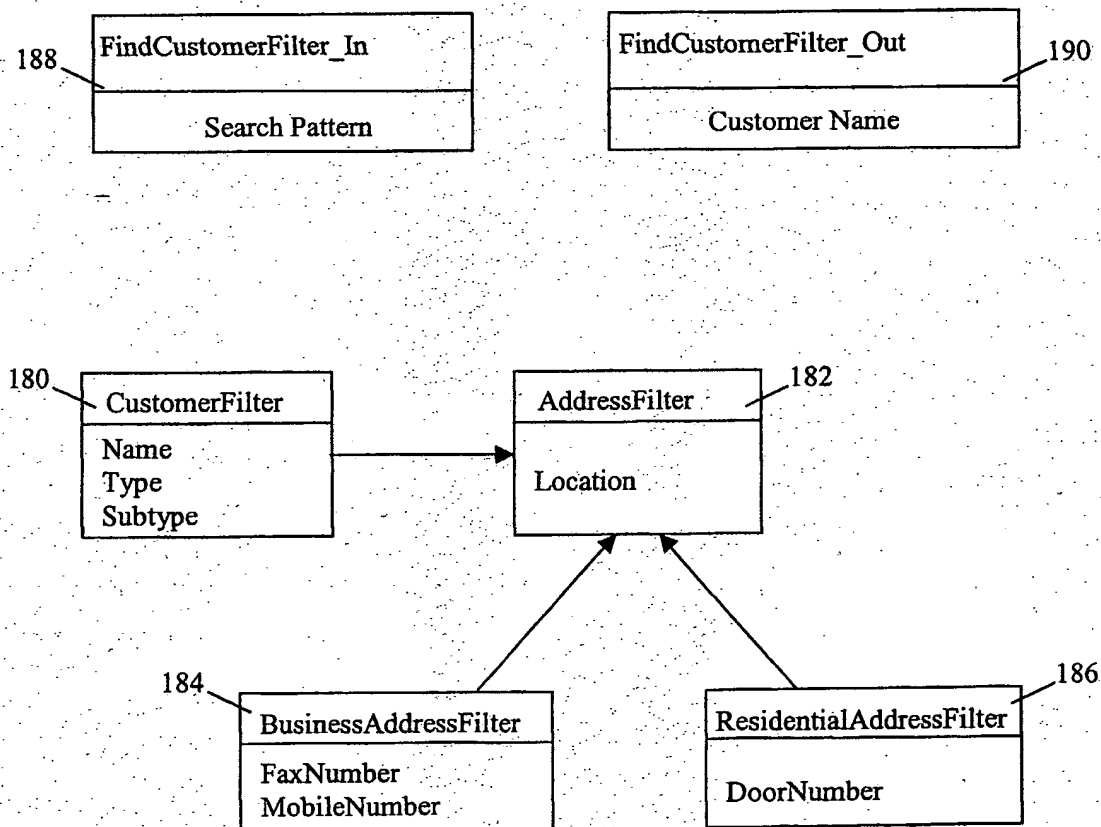 FindCustomerFilter_In
188
Search Pattern
FindCustomerFilter_Out
190
Customer Name
180
CustomerFilter
Name
Type
Subtype
182
AddressFilter
Location
184
BusinessAddressFilter
FaxNumber
MobileNumber
186
ResidentialAddressFilter
DoorNumber